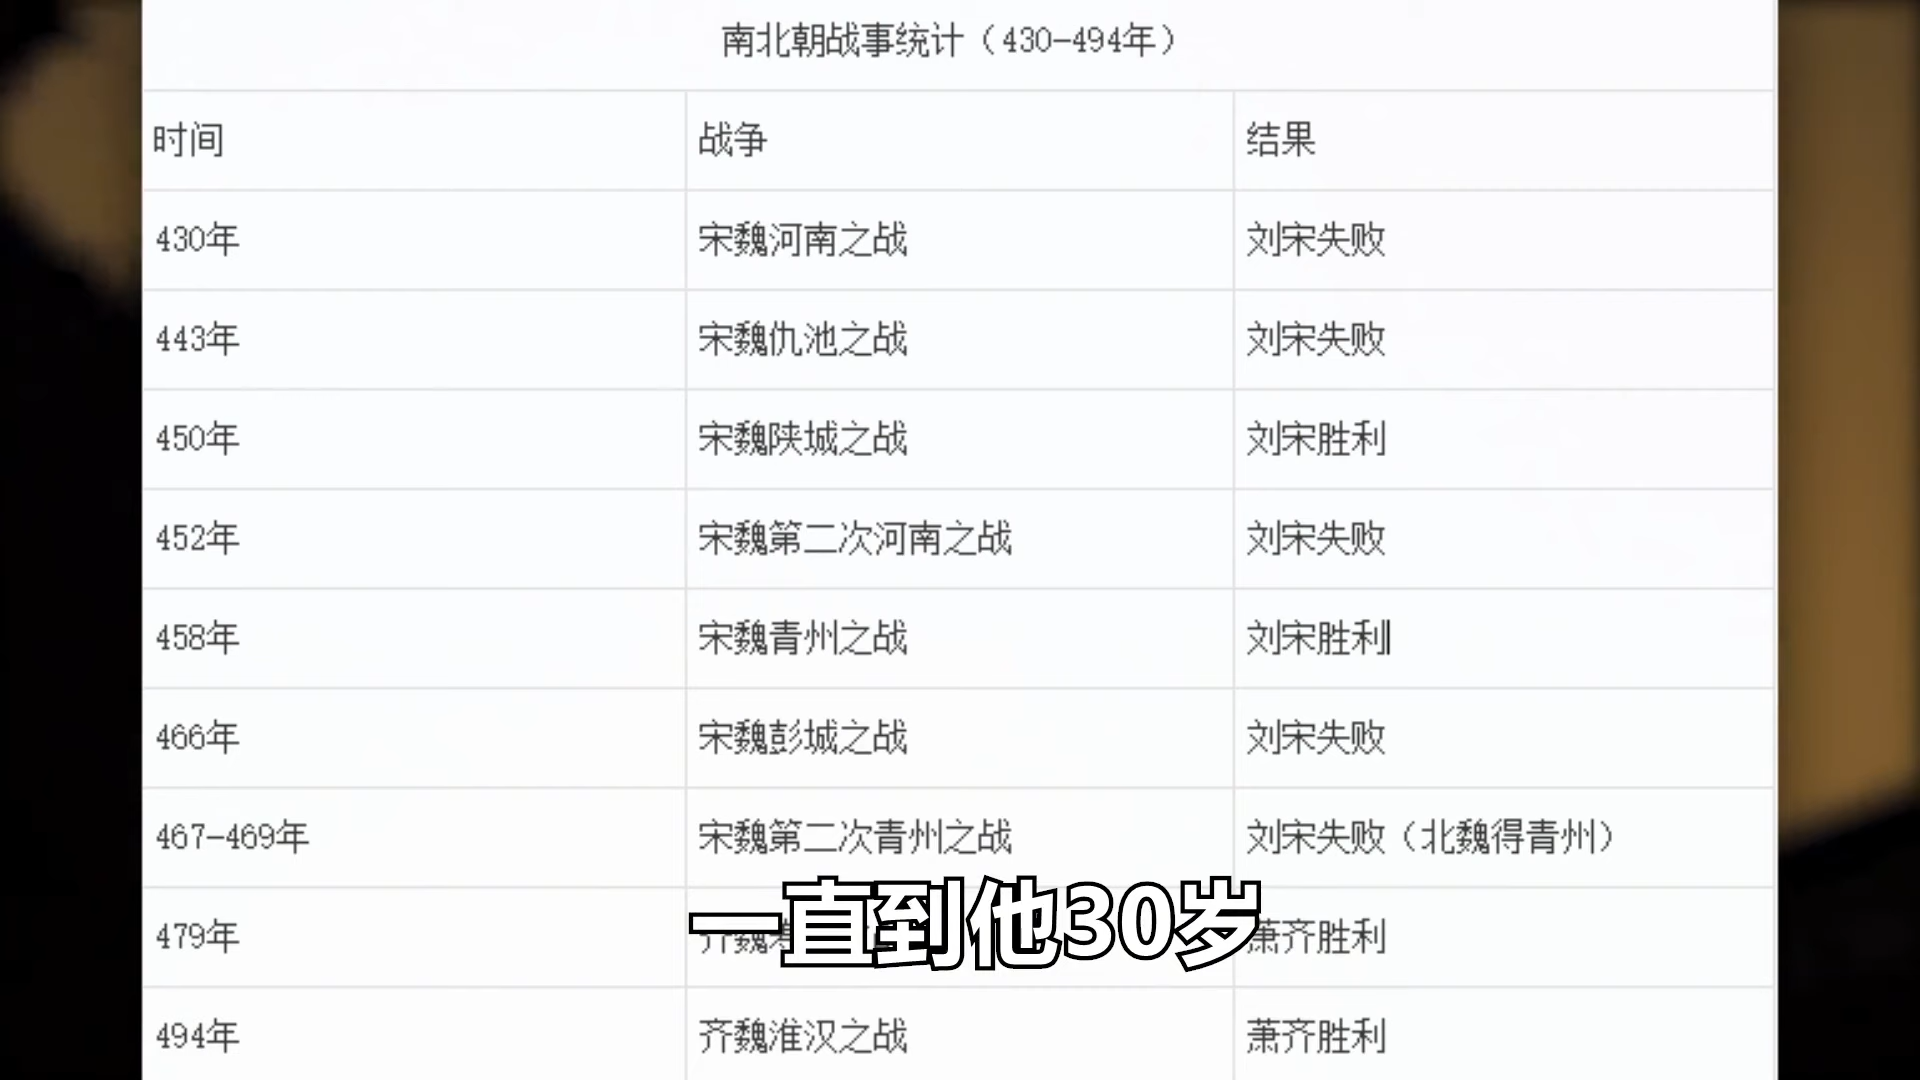 南北朝战事统计（430-494年）
时间 战争 结果
430年 宋魏河南之战 刘宋失败
443年 宋魏仇池之战 刘宋失败
450年 宋魏陕城之战 刘宋胜利
452年 宋魏第二次河南之战 刘宋失败
458年 宋魏青州之战 刘宋胜利
466年 宋魏彭城之战 刘宋失败
467-469年 宋魏第二次青州之战 刘宋失败（北魏得青州）
479年 齐魏 萧齐胜利
一直到他30岁
494年 齐魏淮汉之战 萧齐胜利